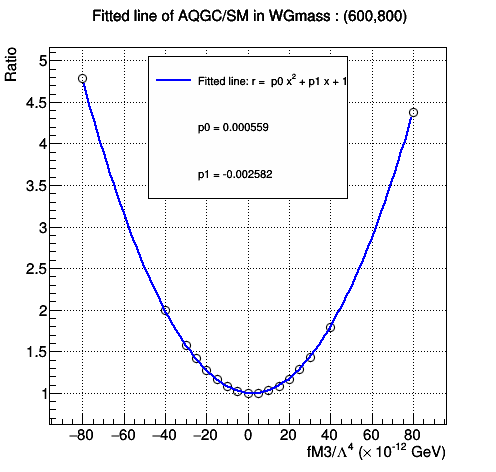 Fitted line of AQGC/SM in WGmass : (600,800)
Ratio
Fitted line: r = p0 x² + p1 x + 1
p0 = 0.000559
p1 = -0.002582
5
4.5
4
3.5
3
2.5
2
1.5
1
−80 −60 −40 −20 0 20 40 60 80
fM3/Λ⁴ (× 10⁻¹² GeV)